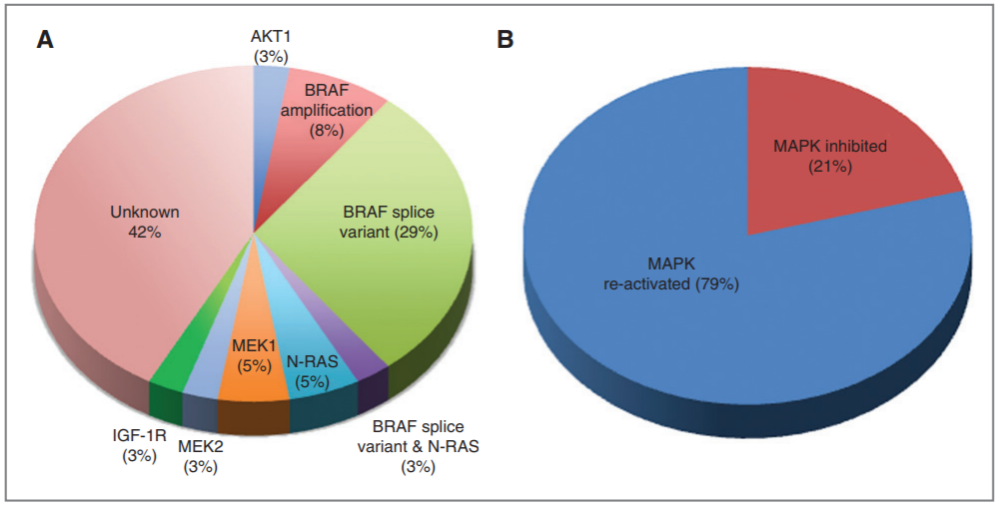 A
AKT1
(3%)
BRAF
amplification
(8%)
BRAF splice
variant (29%)
Unknown
42%
MEK1
(5%)
N-RAS
(5%)
IGF-1R
(3%)
MEK2
(3%)
BRAF splice
variant & N-RAS
(3%)
B
MAPK inhibited
(21%)
MAPK
re-activated (79%)